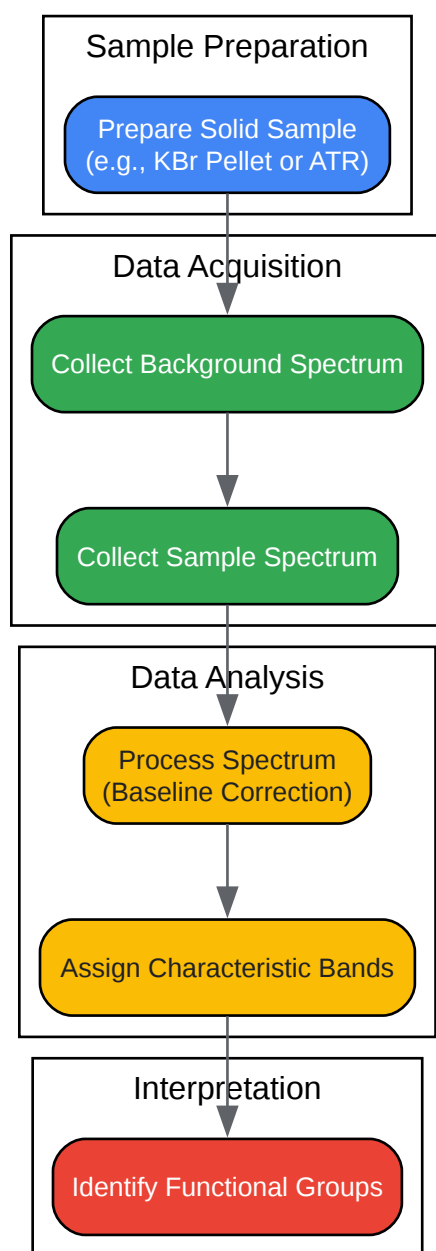 Sample Preparation
Prepare Solid Sample
(e.g., KBr Pellet or ATR)
Data Acquisition
Collect Background Spectrum
Collect Sample Spectrum
Data Analysis
Process Spectrum
(Baseline Correction)
Assign Characteristic Bands
Interpretation
Identify Functional Groups